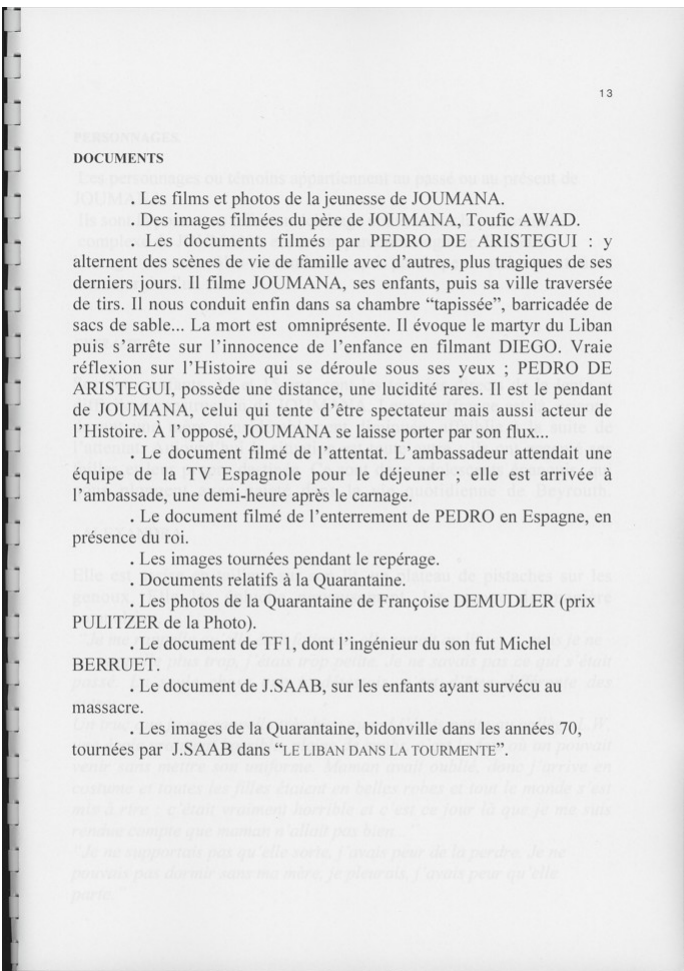 13
DOCUMENTS
. Les films et photos de la jeunesse de JOUMANA.
. Des images filmées du père de JOUMANA, Toufic AWAD.
. Les documents filmés par PEDRO DE ARISTEGUI : y
alternent des scènes de vie de famille avec d’autres, plus tragiques de ses
derniers jours. Il filme JOUMANA, ses enfants, puis sa ville traversée
de tirs. Il nous conduit enfin dans sa chambre “tapissée”, barricadée de
sacs de sable... La mort est omniprésente. Il évoque le martyr du Liban
puis s’arrête sur l’innocence de l’enfance en filmant DIEGO. Vraie
réflexion sur l’Histoire qui se déroule sous ses yeux ; PEDRO DE
ARISTEGUI, possède une distance, une lucidité rares. Il est le pendant
de JOUMANA, celui qui tente d’être spectateur mais aussi acteur de
l’Histoire. À l’opposé, JOUMANA se laisse porter par son flux...
. Le document filmé de l’attentat. L’ambassadeur attendait une
équipe de la TV Espagnole pour le déjeuner ; elle est arrivée à
l’ambassade, une demi-heure après le carnage.
. Le document filmé de l’enterrement de PEDRO en Espagne, en
présence du roi.
. Les images tournées pendant le repérage.
. Documents relatifs à la Quarantaine.
. Les photos de la Quarantaine de Françoise DEMUDLER (prix
PULITZER de la Photo).
. Le document de TF1, dont l’ingénieur du son fut Michel
BERRUET.
. Le document de J.SAAB, sur les enfants ayant survécu au
massacre.
. Les images de la Quarantaine, bidonville dans les années 70,
tournées par J.SAAB dans “LE LIBAN DANS LA TOURMENTE”.